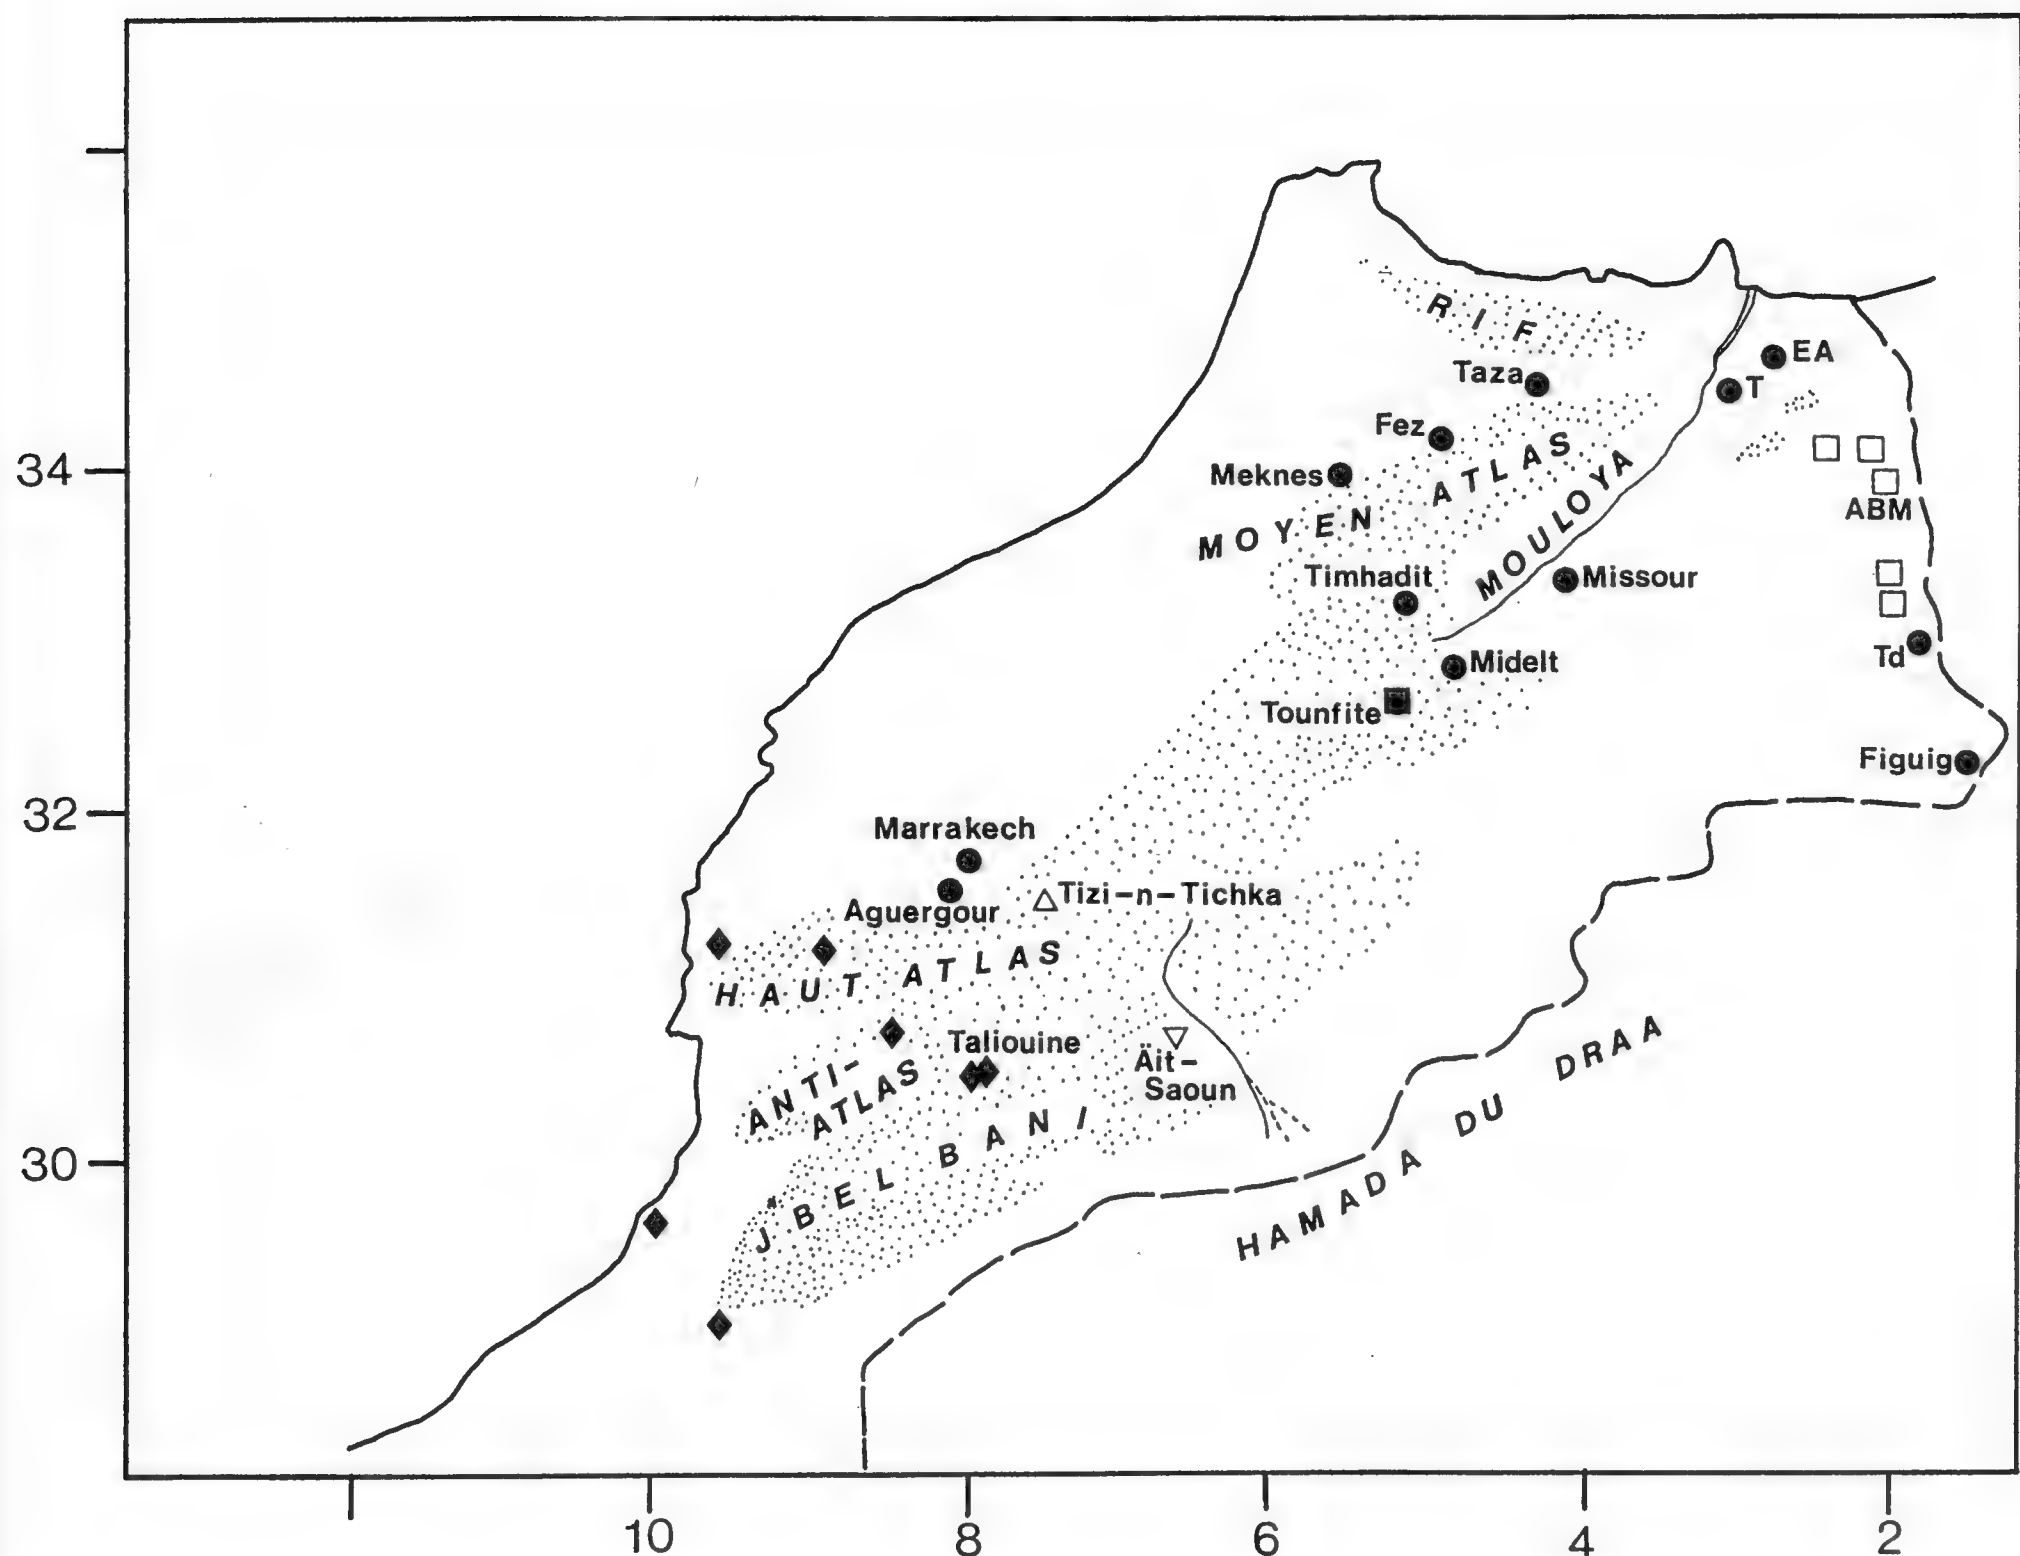 RIF
EA
Taza
T
Fez
34
Meknes
MOYEN ATLAS
MOULOYA
ABM
Timhadit
Missour
Td
Midelt
Tounfite
Figuig
32
Marrakech
Tizi-n-Tichka
Aguergour
HAUT ATLAS
Taliouine
Äit-
Saoun
ANTI-
ATLAS
JBEL BANI
HAMADA DU DRAA
30
10 8 6 4 2